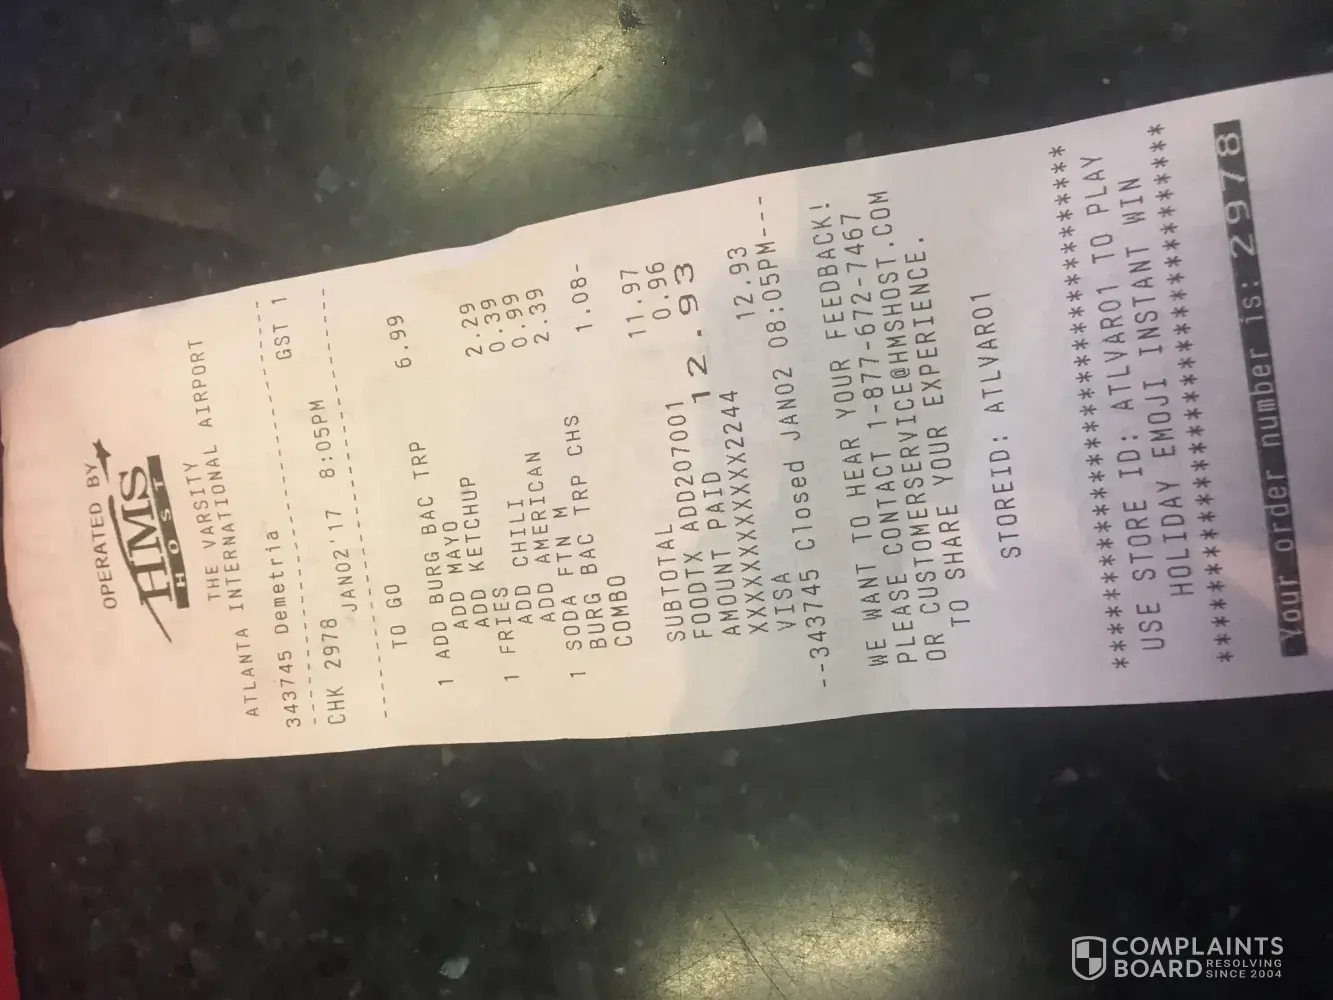 OPERATED BY
HMS
HOST
THE VARSITY
ATLANTA INTERNATIONAL AIRPORT
343745 Demetria GST 1
--------------------------------
CHK 2978
JAN02'17 8:05PM
--------------------------------
TO GO
1 ADD BURG BAC TRP 6.99
ADD MAYO
ADD KETCHUP
1 FRIES 2.29
ADD CHILI 0.39
ADD AMERICAN 0.99
1 SODA FTN M 2.39
BURG BAC TRP CHS
COMBO 1.08-
SUBTOTAL 11.97
FOODTX ADD207001 0.96
AMOUNT PAID 12.93
XXXXXXXXXXXX2244
VISA 12.93
--343745 Closed JAN02 08:05PM---
WE WANT TO HEAR YOUR FEEDBACK!
PLEASE CONTACT 1-877-672-7467
OR CUSTOMERSERVICE@HMSHOST.COM
TO SHARE YOUR EXPERIENCE.
STOREID: ATLVAR01
********************************
USE STORE ID: ATLVAR01 TO PLAY
HOLIDAY EMOJI INSTANT WIN
********************************
Your order number is: 2978
COMPLAINTS
BOARD RESOLVING
SINCE 2004